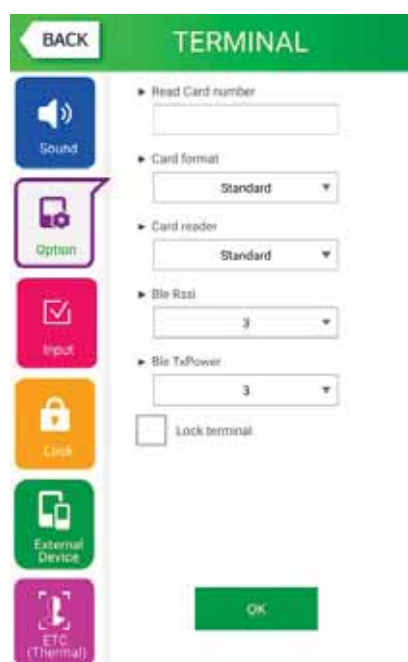 BACK
TERMINAL
Sound
Option
Input
Lock
External
Device
ETC
(Thermal)
► Read Card number
► Card format
Standard
► Card reader
Standard
► Ble Rssi
3
► Ble TxPower
3
Lock terminal
OK